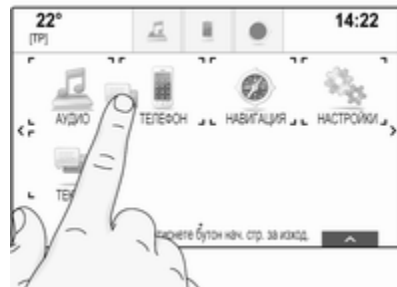 22° 14:22
[TP]
АУДИО ТЕЛЕФОН НАВИГАЦИЯ НАСТРОЙКИ
бутон нач. стр. за изход.